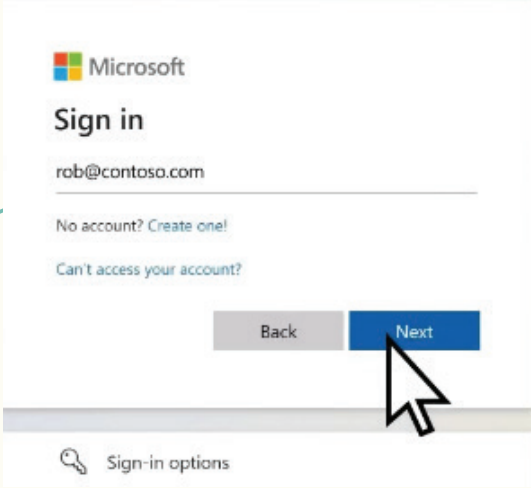 Microsoft
Sign in
rob@contoso.com
No account? Create one!
Can't access your account?
Back Next
Sign-in options